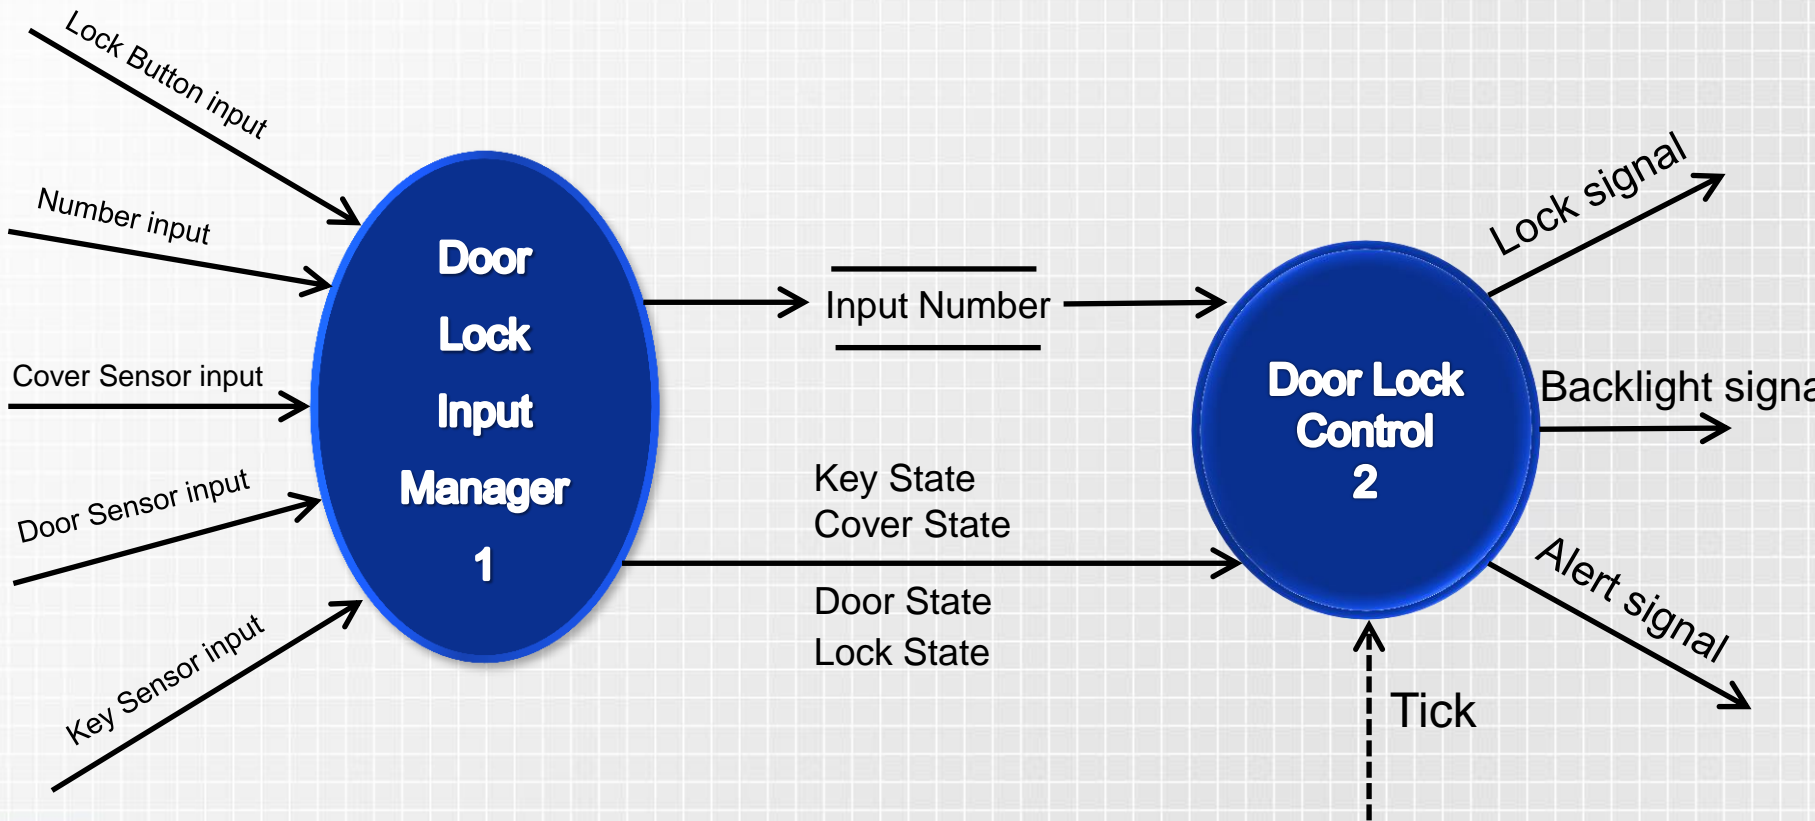 Lock Button input
Number input
Cover Sensor input
Door Sensor input
Key Sensor input
Door
Lock
Input
Manager
1
Input Number
Key State
Cover State
Door State
Lock State
Door Lock
Control
2
Lock signal
Backlight signa
Alert signal
Tick